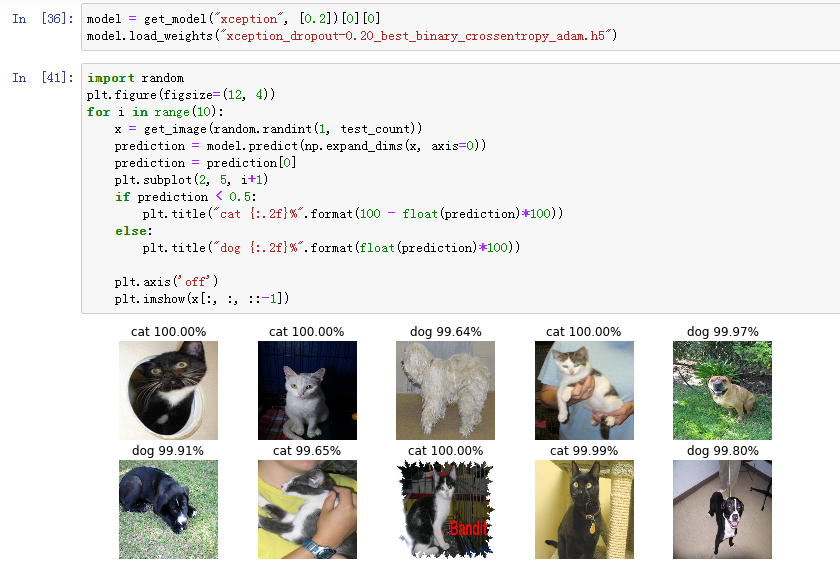 In [36]: model = get_model("xception", [0.2])[0][0]
model.load_weights("xception_dropout-0.20_best_binary_crossentropy_adam.h5")
In [41]: import random
plt.figure(figsize=(12, 4))
for i in range(10):
    x = get_image(random.randint(1, test_count))
    prediction = model.predict(np.expand_dims(x, axis=0))
    prediction = prediction[0]
    plt.subplot(2, 5, i+1)
    if prediction < 0.5:
        plt.title("cat {:.2f}%".format(100 - float(prediction)*100))
    else:
        plt.title("dog {:.2f}%".format(float(prediction)*100))
    plt.axis('off')
    plt.imshow(x[:, :, ::-1])
cat 100.00% cat 100.00% dog 99.64% cat 100.00% dog 99.97%
dog 99.91% cat 99.65% cat 100.00% cat 99.99% dog 99.80%
Bandit